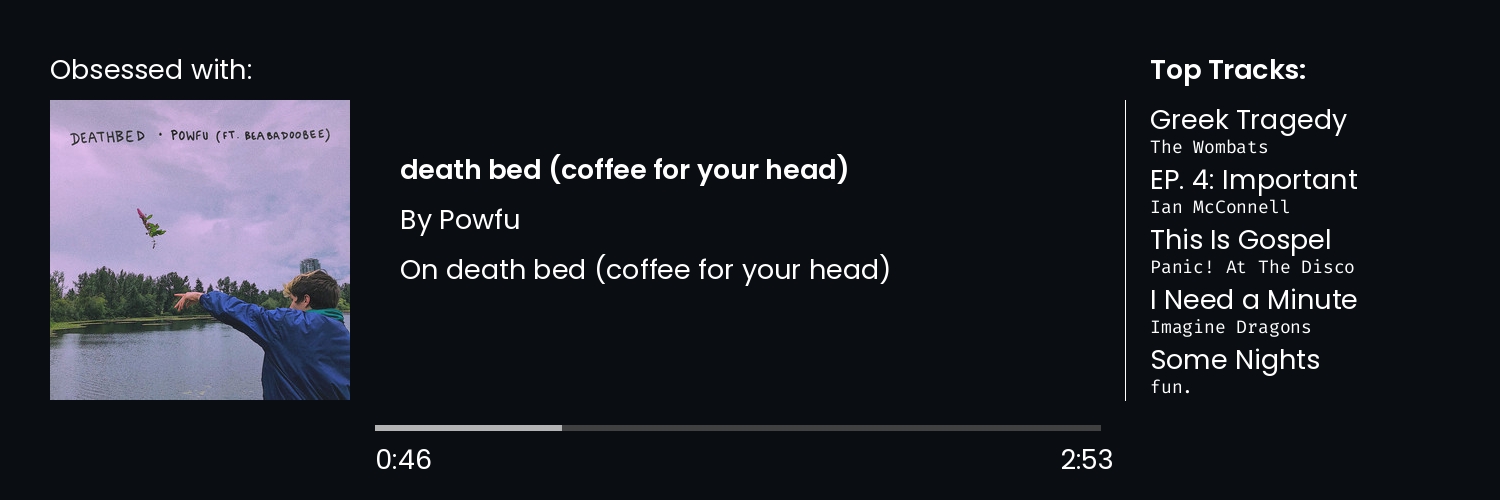 Obsessed with:
DEATHBED · POWFU (FT. BEABADOOBEE)
death bed (coffee for your head)
By Powfu
On death bed (coffee for your head)
0:46
2:53
Top Tracks:
Greek Tragedy
The Wombats
EP. 4: Important
Ian McConnell
This Is Gospel
Panic! At The Disco
I Need a Minute
Imagine Dragons
Some Nights
fun.